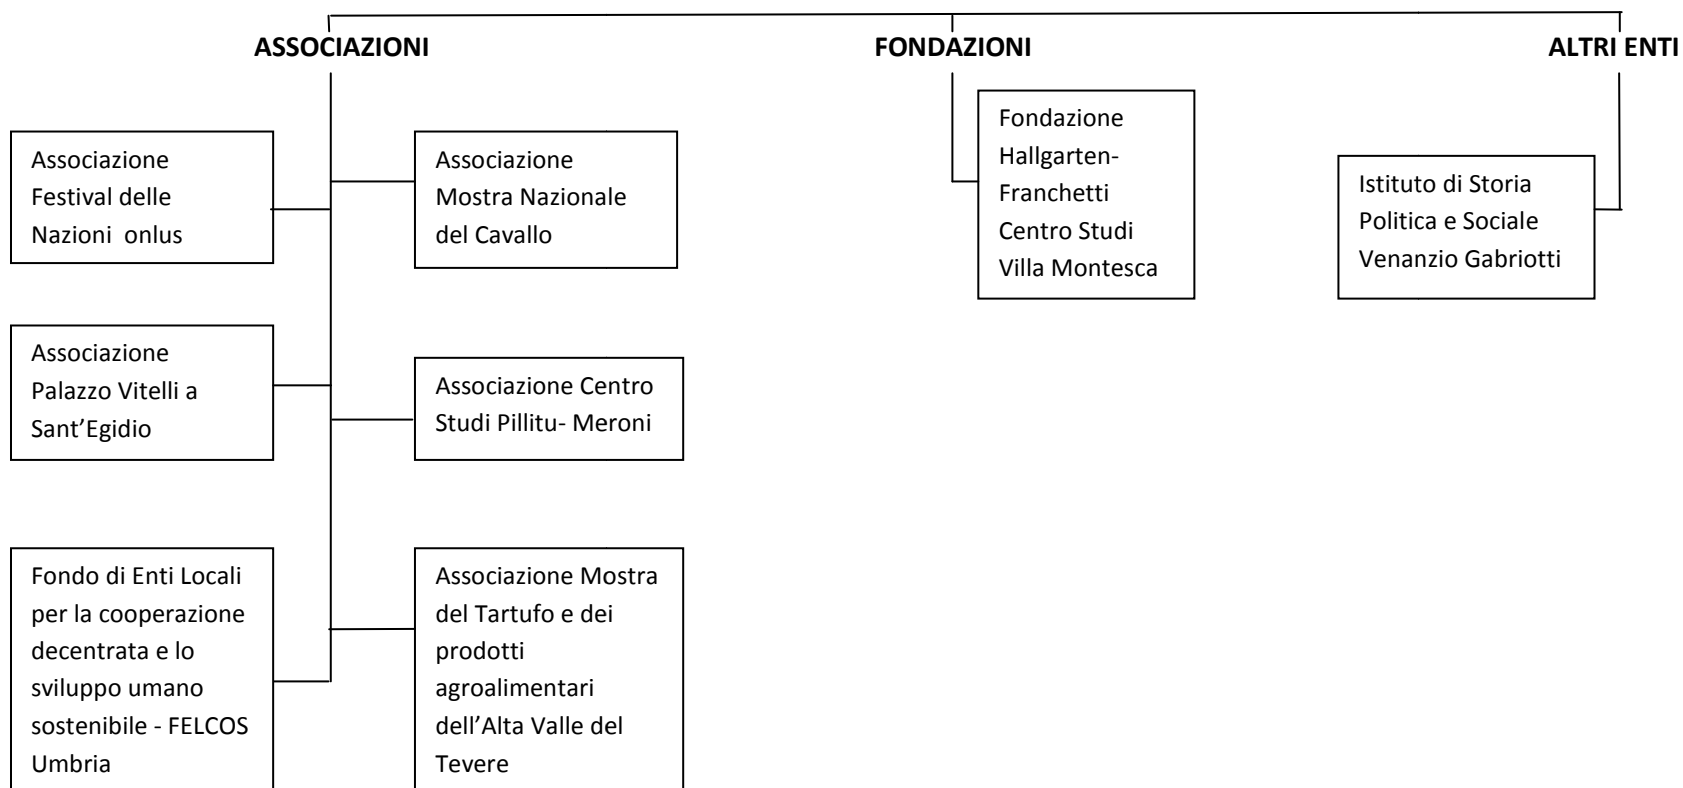 ASSOCIAZIONI
FONDAZIONI
ALTRI ENTI
Associazione
Festival delle
Nazioni  onlus
Associazione
Mostra Nazionale
del Cavallo
Fondazione
Hallgarten-
Franchetti
Centro Studi
Villa Montesca
Istituto di Storia
Politica e Sociale
Venanzio Gabriotti
Associazione
Palazzo Vitelli a
Sant’Egidio
Associazione Centro
Studi Pillitu- Meroni
Fondo di Enti Locali
per la cooperazione
decentrata e lo
sviluppo umano
sostenibile - FELCOS
Umbria
Associazione Mostra
del Tartufo e dei
prodotti
agroalimentari
dell’Alta Valle del
Tevere